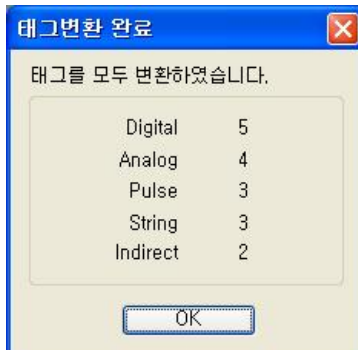 태그변환 완료
태그를 모두 변환하였습니다.
Digital 5
Analog 4
Pulse 3
String 3
Indirect 2
OK